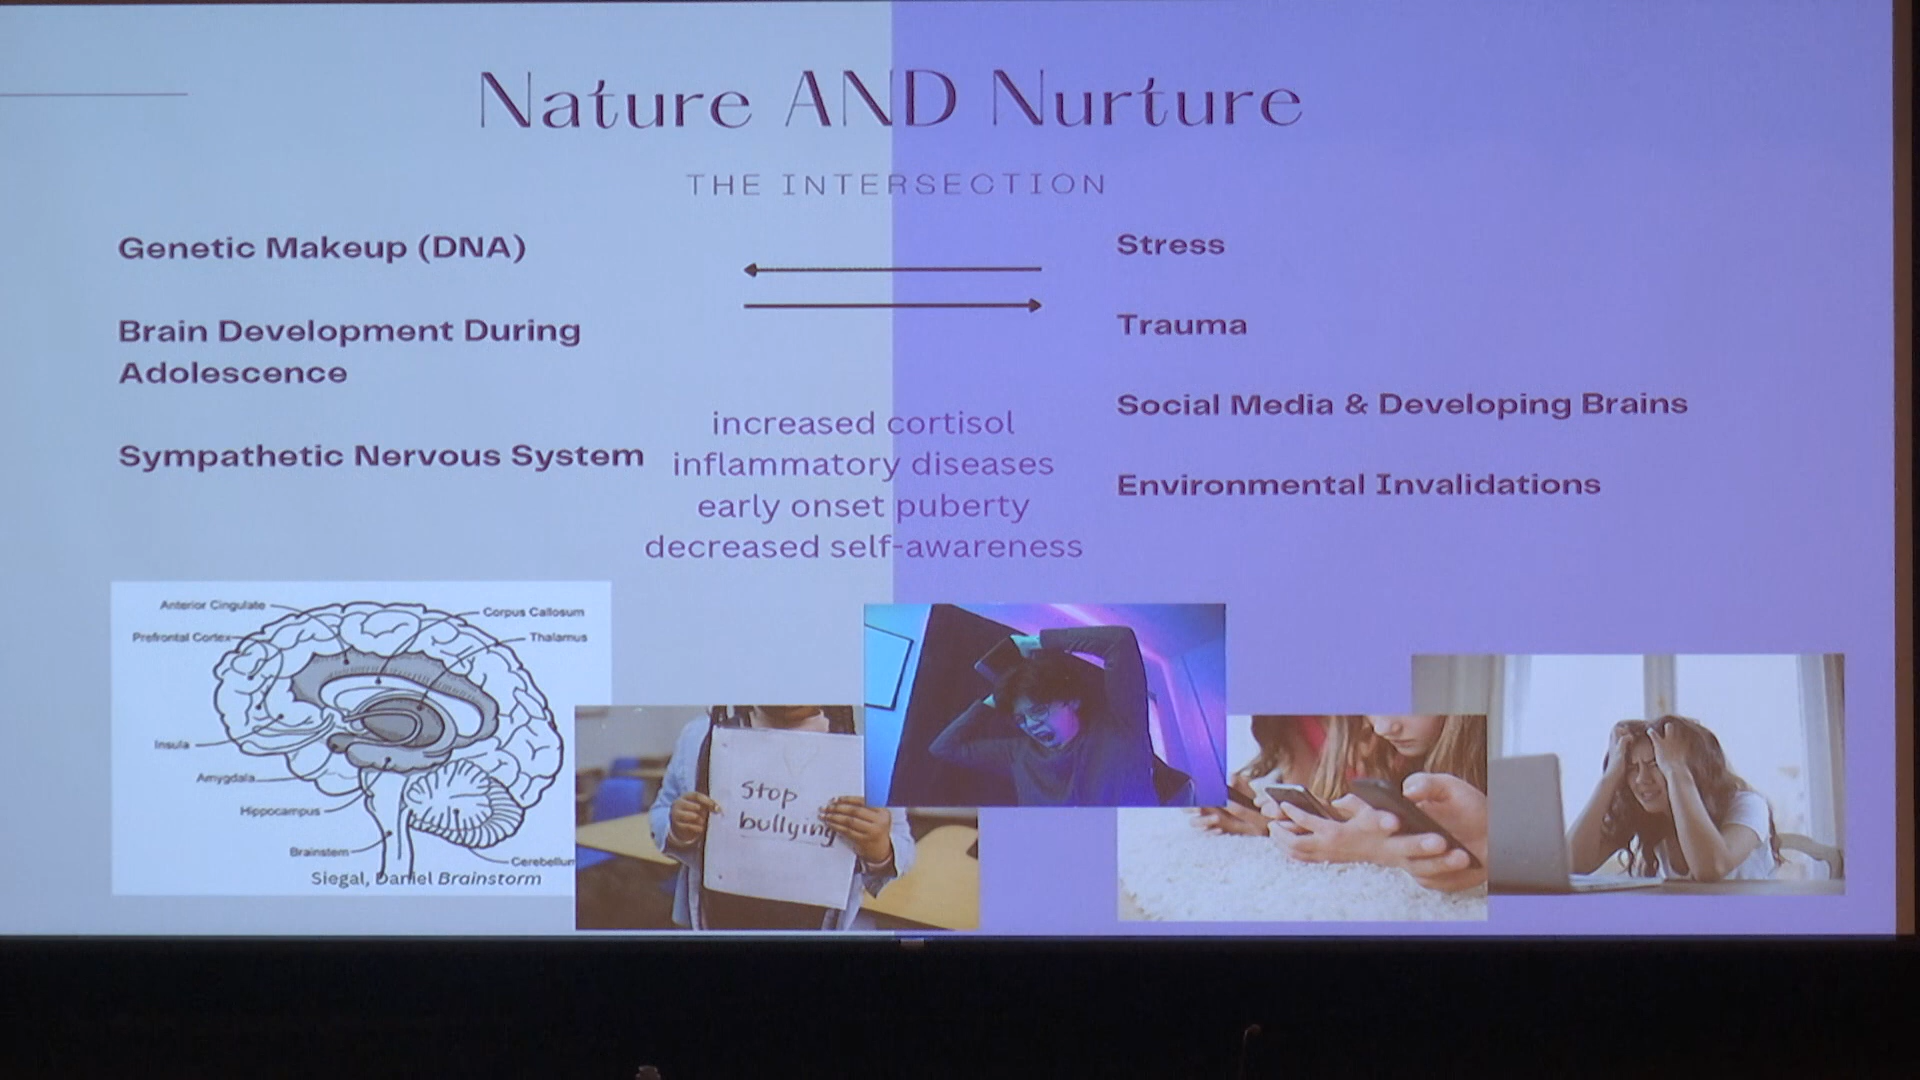 Nature AND Nurture
THE INTERSECTION
Genetic Makeup (DNA)
Brain Development During
Adolescence
Sympathetic Nervous System
increased cortisol
inflammatory diseases
early onset puberty
decreased self-awareness
Stress
Trauma
Social Media & Developing Brains
Environmental Invalidations
Anterior Cingulate
Corpus Callosum
Prefrontal Cortex
Thalamus
Insula
Amygdala
Hippocampus
Brainstem
Cerebellum
Siegal, Daniel Brainstorm
Stop
bullying